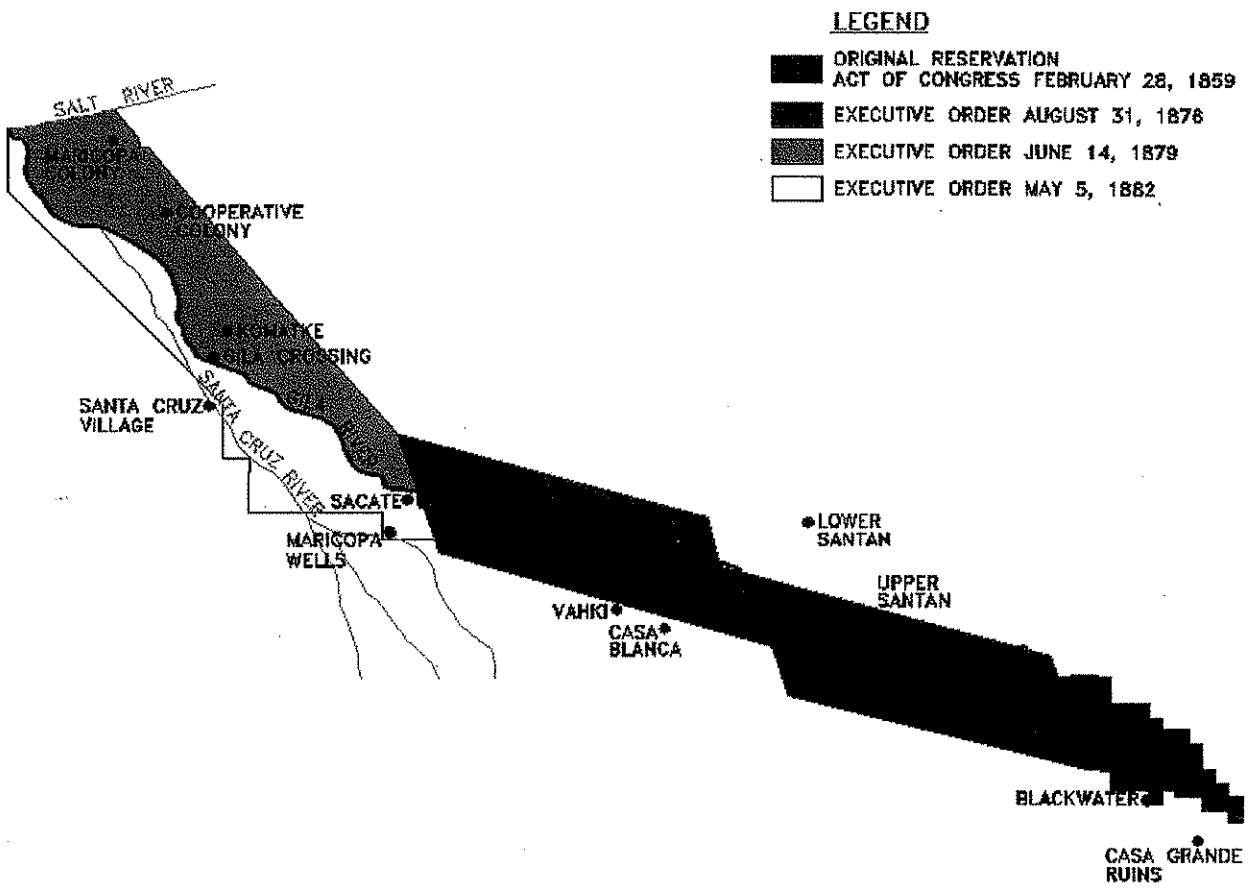 LEGEND
ORIGINAL RESERVATION
ACT OF CONGRESS FEBRUARY 28, 1859
EXECUTIVE ORDER AUGUST 31, 1876
EXECUTIVE ORDER JUNE 14, 1879
EXECUTIVE ORDER MAY 5, 1882
SALT RIVER
MARICOPA
COLONY
COOPERATIVE
COLONY
KOMATKE
GILA CROSSING
SANTA CRUZ
VILLAGE
SANTA CRUZ RIVER
GILA RIVER
SACATE
MARICOPA
WELLS
LOWER
SANTAN
UPPER
SANTAN
VAHKI
CASA
BLANCA
BLACKWATER
CASA GRANDE
RUINS